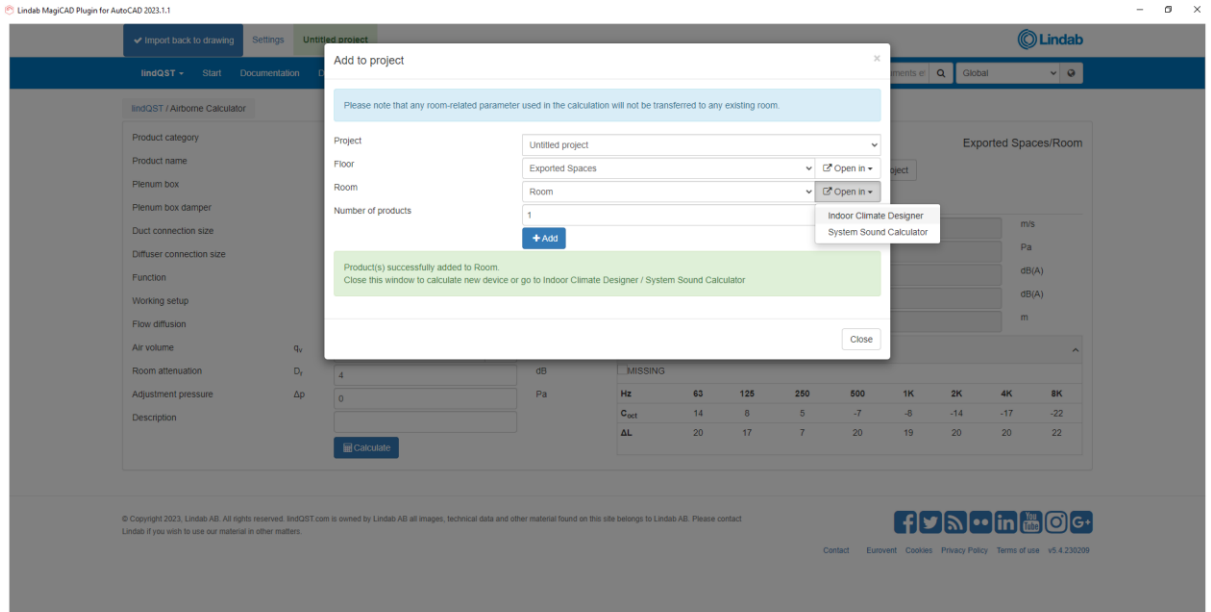 Lindab MagiCAD Plugin for AutoCAD 2023.1.1
Import back to drawing Settings Untitled project Lindab
lindQST Start Documentation Global
Add to project
×
Please note that any room-related parameter used in the calculation will not be transferred to any existing room.
Project Untitled project
Floor Exported Spaces Open in
Room Room Open in
Number of products 1
Indoor Climate Designer
System Sound Calculator
+ Add
Product(s) successfully added to Room.
Close this window to calculate new device or go to Indoor Climate Designer / System Sound Calculator
Close
lindQST / Airborne Calculator
Exported Spaces/Room
Product category
Product name
Plenum box
Plenum box damper
Duct connection size m/s
Diffuser connection size Pa
Function dB(A)
Working setup dB(A)
Flow diffusion m
Air volume qv
Room attenuation Dr 4 dB
Adjustment pressure Δp 0 Pa
Description
Calculate
MISSING
Hz 63 125 250 500 1K 2K 4K 8K
Coct 14 8 5 -7 -8 -14 -17 -22
ΔL 20 17 7 20 19 20 20 22
© Copyright 2023, Lindab AB. All rights reserved. lindQST.com is owned by Lindab AB all images, technical data and other material found on this site belongs to Lindab AB. Please contact
Lindab if you wish to use our material in other matters.
Contact Eurovent Cookies Privacy Policy Terms of use v5.4.230209